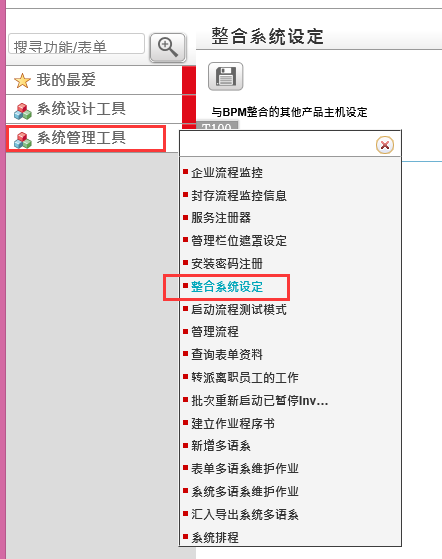 搜寻功能/表单
我的最爱
系统设计工具
系统管理工具
整合系统设定
与BPM整合的其他产品主机设定
T100
企业流程监控
封存流程监控信息
服务注册器
管理栏位遮罩设定
安装密码注册
整合系统设定
启动流程测试模式
管理流程
查询表单资料
转派离职员工的工作
批次重新启动已暂停Inv...
建立作业程序书
新增多语系
表单多语系维护作业
系统多语系维护作业
汇入导出系统多语系
系统排程